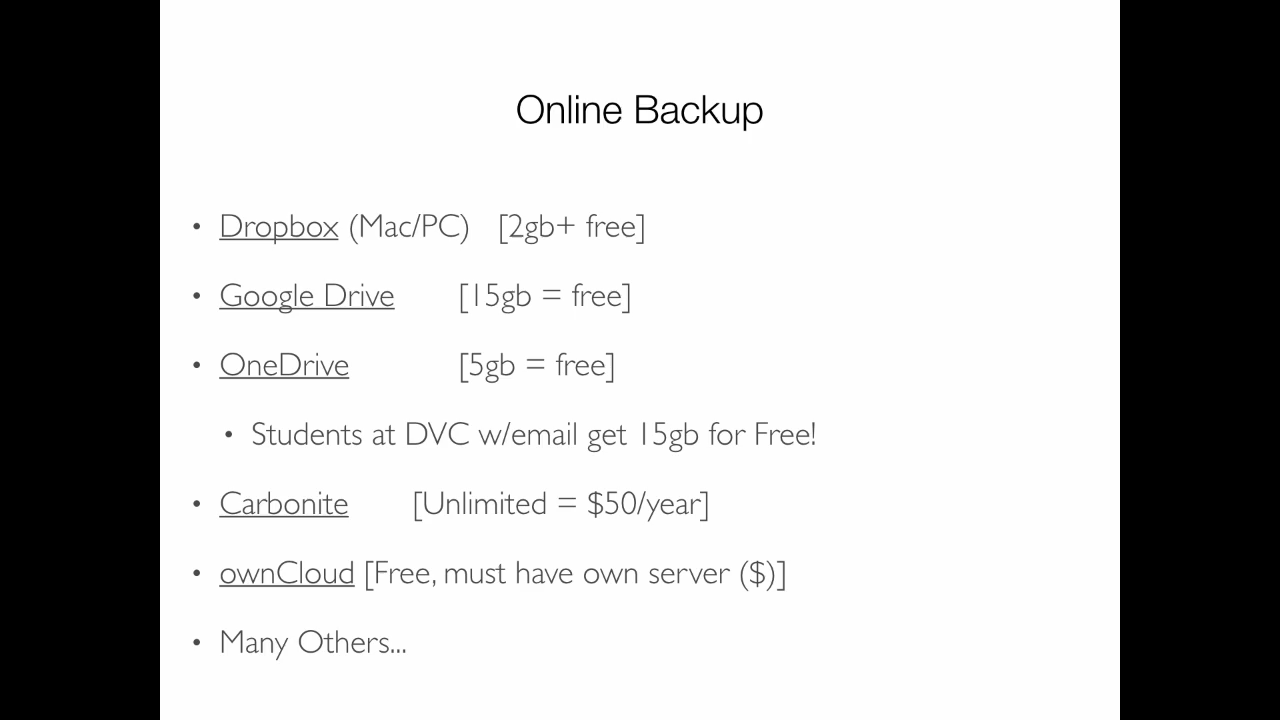 Online Backup
• Dropbox (Mac/PC) [2gb+ free]
• Google Drive [15gb = free]
• OneDrive [5gb = free]
• Students at DVC w/email get 15gb for Free!
• Carbonite [Unlimited = $50/year]
• ownCloud [Free, must have own server ($)]
• Many Others...